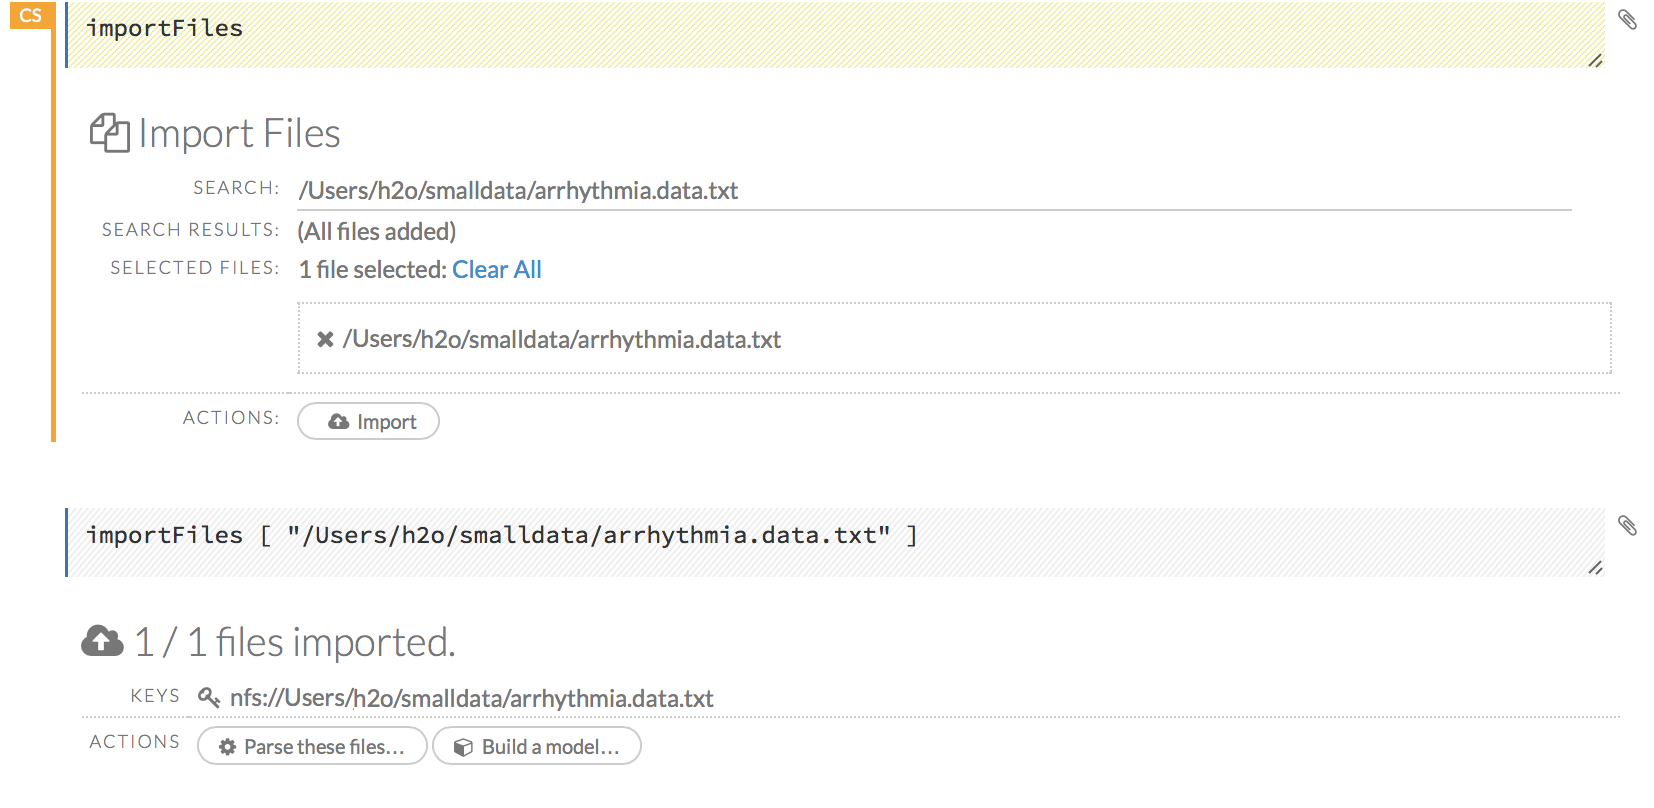 CS
importFiles
Import Files
SEARCH: /Users/h2o/smalldata/arrhythmia.data.txt
SEARCH RESULTS: (All files added)
SELECTED FILES: 1 file selected: Clear All
/Users/h2o/smalldata/arrhythmia.data.txt
ACTIONS: Import
importFiles [ "/Users/h2o/smalldata/arrhythmia.data.txt" ]
1 / 1 files imported.
KEYS nfs://Users/h2o/smalldata/arrhythmia.data.txt
ACTIONS Parse these files... Build a model...